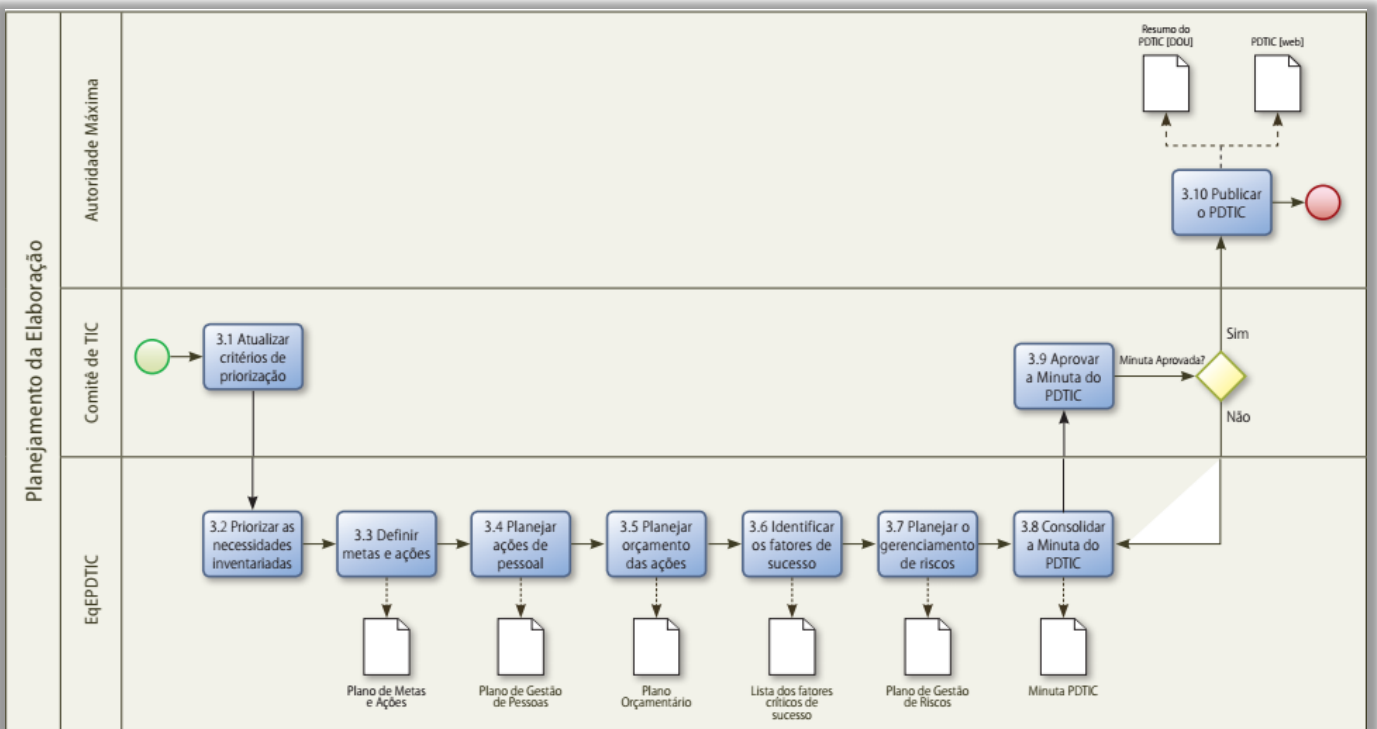 Planejamento da Elaboração
Autoridade Máxima
Resumo do
PDTIC [DOU]
PDTIC [web]
3.10 Publicar
o PDTIC
Comitê de TIC
3.1 Atualizar
critérios de
priorização
3.9 Aprovar
a Minuta do
PDTIC
Minuta Aprovada?
Sim
Não
EqEPDTIC
3.2 Priorizar as
necessidades
inventariadas
3.3 Definir
metas e ações
3.4 Planejar
ações de
pessoal
3.5 Planejar
orçamento
das ações
3.6 Identificar
os fatores de
sucesso
3.7 Planejar o
gerenciamento
de riscos
3.8 Consolidar
a Minuta do
PDTIC
Plano de Metas
e Ações
Plano de Gestão
de Pessoas
Plano
Orçamentário
Lista dos fatores
críticos de
sucesso
Plano de Gestão
de Riscos
Minuta PDTIC